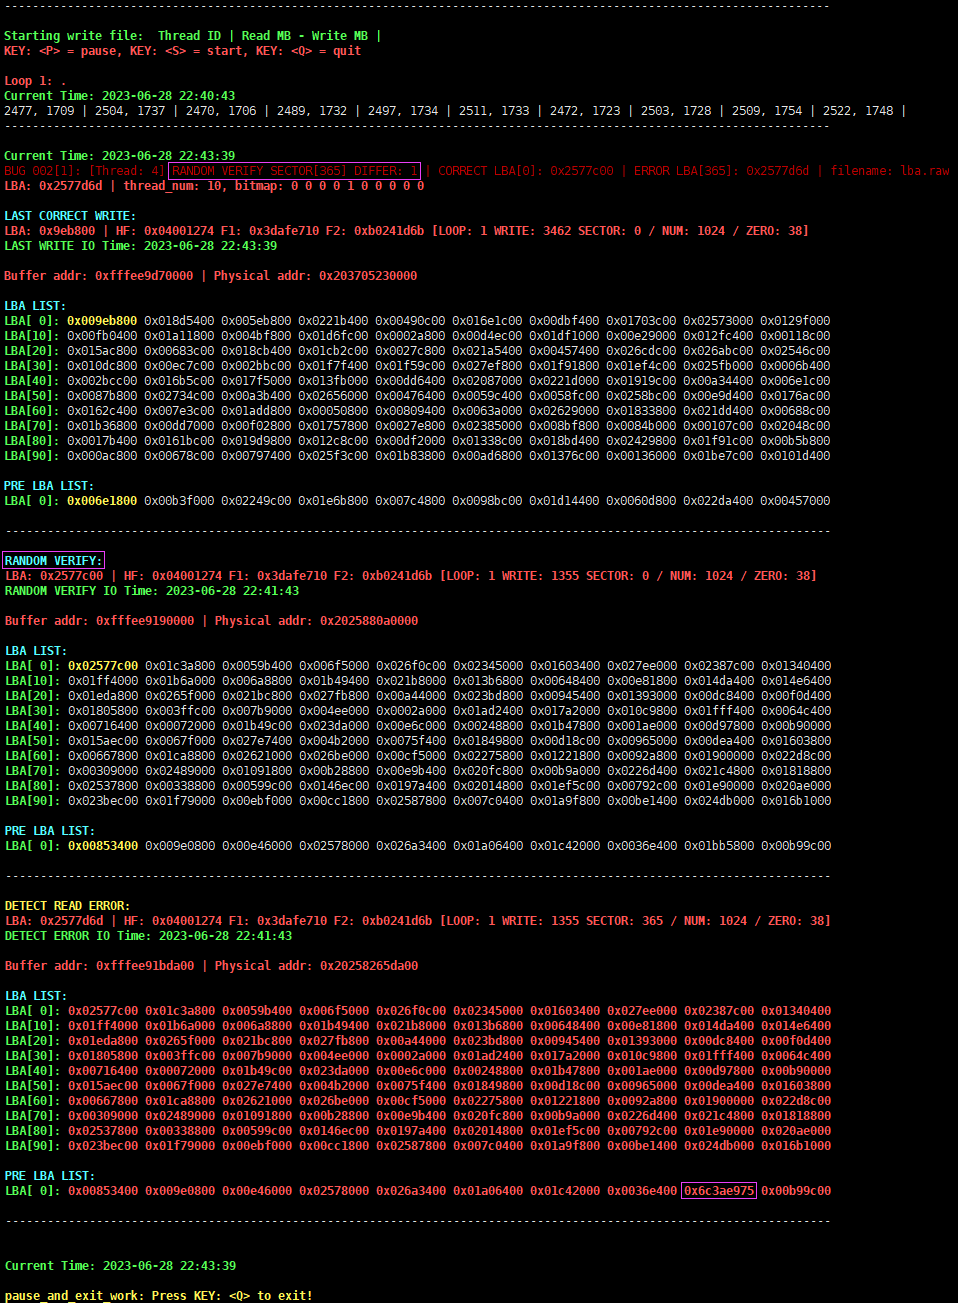 -----------------------------------------------------------------------------------------------------------------------
Starting write file:  Thread ID | Read MB - Write MB |
KEY: <P> = pause, KEY: <S> = start, KEY: <Q> = quit
Loop 1: .
Current Time: 2023-06-28 22:40:43
2477, 1709 | 2504, 1737 | 2470, 1706 | 2489, 1732 | 2497, 1734 | 2511, 1733 | 2472, 1723 | 2503, 1728 | 2509, 1754 | 2522, 1748 |
-----------------------------------------------------------------------------------------------------------------------
Current Time: 2023-06-28 22:43:39
BUG 002[1]: [Thread: 4] RANDOM VERIFY SECTOR[365] DIFFER: 1 | CORRECT LBA[0]: 0x2577c00 | ERROR LBA[365]: 0x2577d6d | filename: lba.raw
LBA: 0x2577d6d | thread_num: 10, bitmap: 0 0 0 0 1 0 0 0 0 0
LAST CORRECT WRITE:
LBA: 0x9eb800 | HF: 0x04001274 F1: 0x3dafe710 F2: 0xb0241d6b [LOOP: 1 WRITE: 3462 SECTOR: 0 / NUM: 1024 / ZERO: 38]
LAST WRITE IO Time: 2023-06-28 22:43:39
Buffer addr: 0xfffee9d70000 | Physical addr: 0x203705230000
LBA LIST:
LBA[ 0]: 0x009eb800 0x018d5400 0x005eb800 0x0221b400 0x00490c00 0x016e1c00 0x00dbf400 0x01703c00 0x02573000 0x0129f000
LBA[10]: 0x00fb0400 0x01a11800 0x004bf800 0x01d6fc00 0x0002a800 0x00d4ec00 0x01df1000 0x00e29000 0x012fc400 0x00118c00
LBA[20]: 0x015ac800 0x00683c00 0x018cb400 0x01cb2c00 0x0027c800 0x021a5400 0x00457400 0x026cdc00 0x026abc00 0x02546c00
LBA[30]: 0x010dc800 0x00ec7c00 0x002bbc00 0x01f7f400 0x01f59c00 0x027ef800 0x01f91800 0x01ef4c00 0x025fb000 0x0006b400
LBA[40]: 0x002bcc00 0x016b5c00 0x017f5000 0x013fb000 0x00dd6400 0x02087000 0x0221d000 0x01919c00 0x00a34400 0x006e1c00
LBA[50]: 0x0087b800 0x02734c00 0x00a3b400 0x02656000 0x00476400 0x0059c400 0x0058fc00 0x0258bc00 0x00e9d400 0x0176ac00
LBA[60]: 0x0162c400 0x007e3c00 0x01add800 0x00050800 0x00809400 0x0063a000 0x02629000 0x01833800 0x021dd400 0x00688c00
LBA[70]: 0x01b36800 0x00dd7000 0x00f02800 0x01757800 0x0027e800 0x02385000 0x008bf800 0x0084b000 0x00107c00 0x02048c00
LBA[80]: 0x0017b400 0x0161bc00 0x019d9800 0x012c8c00 0x00df2000 0x01338c00 0x018bd400 0x02429800 0x01f91c00 0x00b5b800
LBA[90]: 0x000ac800 0x00678c00 0x00797400 0x025f3c00 0x01b83800 0x00ad6800 0x01376c00 0x00136000 0x01be7c00 0x0101d400
PRE LBA LIST:
LBA[ 0]: 0x006e1800 0x00b3f000 0x02249c00 0x01e6b800 0x007c4800 0x0098bc00 0x01d14400 0x0060d800 0x022da400 0x00457000
-----------------------------------------------------------------------------------------------------------------------
RANDOM VERIFY:
LBA: 0x2577c00 | HF: 0x04001274 F1: 0x3dafe710 F2: 0xb0241d6b [LOOP: 1 WRITE: 1355 SECTOR: 0 / NUM: 1024 / ZERO: 38]
RANDOM VERIFY IO Time: 2023-06-28 22:41:43
Buffer addr: 0xfffee9190000 | Physical addr: 0x2025880a0000
LBA LIST:
LBA[ 0]: 0x02577c00 0x01c3a800 0x0059b400 0x006f5000 0x026f0c00 0x02345000 0x01603400 0x027ee000 0x02387c00 0x01340400
LBA[10]: 0x01ff4000 0x01b6a000 0x006a8800 0x01b49400 0x021b8000 0x013b6800 0x00648400 0x00e81800 0x014da400 0x014e6400
LBA[20]: 0x01eda800 0x0265f000 0x021bc800 0x027fb800 0x00a44000 0x023bd800 0x00945400 0x01393000 0x00dc8400 0x00f0d400
LBA[30]: 0x01805800 0x003ffc00 0x007b9000 0x004ee000 0x0002a000 0x01ad2400 0x017a2000 0x010c9800 0x01fff400 0x0064c400
LBA[40]: 0x00716400 0x00072000 0x01b49c00 0x023da000 0x00e6c000 0x00248800 0x01b47800 0x001ae000 0x00d97800 0x00b90000
LBA[50]: 0x015aec00 0x0067f000 0x027e7400 0x004b2000 0x0075f400 0x01849800 0x00d18c00 0x00965000 0x00dea400 0x01603800
LBA[60]: 0x00667800 0x01ca8800 0x02621000 0x026be000 0x00cf5000 0x02275800 0x01221800 0x0092a800 0x01900000 0x022d8c00
LBA[70]: 0x00309000 0x02489000 0x01091800 0x00b28800 0x00e9b400 0x020fc800 0x00b9a000 0x0226d400 0x021c4800 0x01818800
LBA[80]: 0x02537800 0x00338800 0x00599c00 0x0146ec00 0x0197a400 0x02014800 0x01ef5c00 0x00792c00 0x01e90000 0x020ae000
LBA[90]: 0x023bec00 0x01f79000 0x00ebf000 0x00cc1800 0x02587800 0x007c0400 0x01a9f800 0x00be1400 0x024db000 0x016b1000
PRE LBA LIST:
LBA[ 0]: 0x00853400 0x009e0800 0x00e46000 0x02578000 0x026a3400 0x01a06400 0x01c42000 0x0036e400 0x01bb5800 0x00b99c00
-----------------------------------------------------------------------------------------------------------------------
DETECT READ ERROR:
LBA: 0x2577d6d | HF: 0x04001274 F1: 0x3dafe710 F2: 0xb0241d6b [LOOP: 1 WRITE: 1355 SECTOR: 365 / NUM: 1024 / ZERO: 38]
DETECT ERROR IO Time: 2023-06-28 22:41:43
Buffer addr: 0xfffee91bda00 | Physical addr: 0x20258265da00
LBA LIST:
LBA[ 0]: 0x02577c00 0x01c3a800 0x0059b400 0x006f5000 0x026f0c00 0x02345000 0x01603400 0x027ee000 0x02387c00 0x01340400
LBA[10]: 0x01ff4000 0x01b6a000 0x006a8800 0x01b49400 0x021b8000 0x013b6800 0x00648400 0x00e81800 0x014da400 0x014e6400
LBA[20]: 0x01eda800 0x0265f000 0x021bc800 0x027fb800 0x00a44000 0x023bd800 0x00945400 0x01393000 0x00dc8400 0x00f0d400
LBA[30]: 0x01805800 0x003ffc00 0x007b9000 0x004ee000 0x0002a000 0x01ad2400 0x017a2000 0x010c9800 0x01fff400 0x0064c400
LBA[40]: 0x00716400 0x00072000 0x01b49c00 0x023da000 0x00e6c000 0x00248800 0x01b47800 0x001ae000 0x00d97800 0x00b90000
LBA[50]: 0x015aec00 0x0067f000 0x027e7400 0x004b2000 0x0075f400 0x01849800 0x00d18c00 0x00965000 0x00dea400 0x01603800
LBA[60]: 0x00667800 0x01ca8800 0x02621000 0x026be000 0x00cf5000 0x02275800 0x01221800 0x0092a800 0x01900000 0x022d8c00
LBA[70]: 0x00309000 0x02489000 0x01091800 0x00b28800 0x00e9b400 0x020fc800 0x00b9a000 0x0226d400 0x021c4800 0x01818800
LBA[80]: 0x02537800 0x00338800 0x00599c00 0x0146ec00 0x0197a400 0x02014800 0x01ef5c00 0x00792c00 0x01e90000 0x020ae000
LBA[90]: 0x023bec00 0x01f79000 0x00ebf000 0x00cc1800 0x02587800 0x007c0400 0x01a9f800 0x00be1400 0x024db000 0x016b1000
PRE LBA LIST:
LBA[ 0]: 0x00853400 0x009e0800 0x00e46000 0x02578000 0x026a3400 0x01a06400 0x01c42000 0x0036e400 0x6c3ae975 0x00b99c00
-----------------------------------------------------------------------------------------------------------------------
Current Time: 2023-06-28 22:43:39
pause_and_exit_work: Press KEY: <Q> to exit!